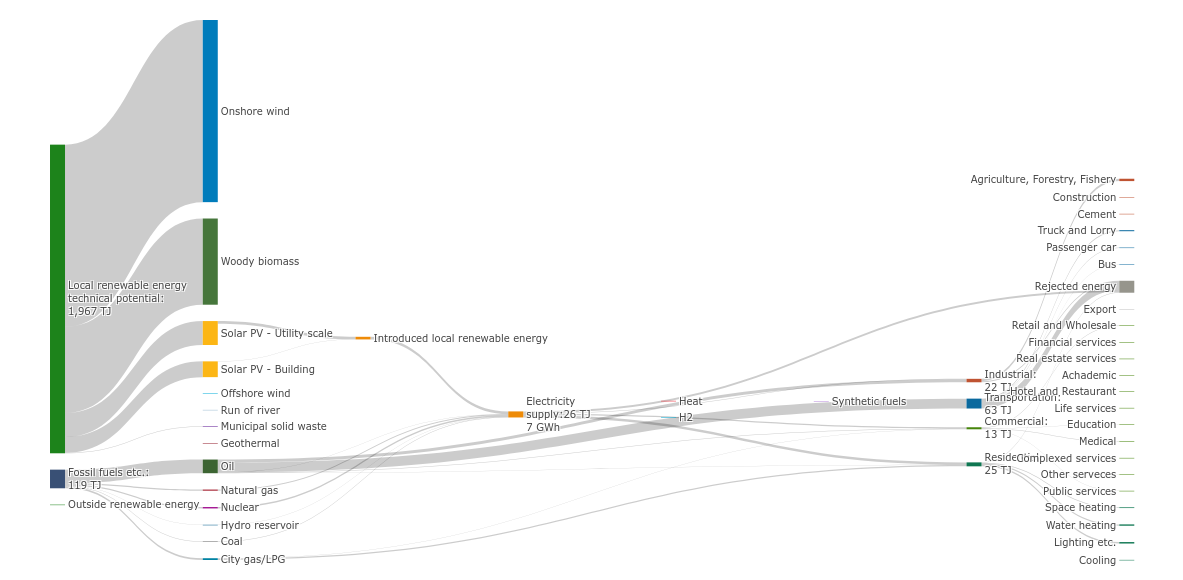 Onshore wind
Local renewable energy
technical potential:
1,967 TJ
Woody biomass
Solar PV - Utility scale
Solar PV - Building
Offshore wind
Run of river
Municipal solid waste
Geothermal
Fossil fuels etc.:
119 TJ
Outside renewable energy
Oil
Natural gas
Nuclear
Hydro reservoir
Coal
City gas/LPG
Introduced local renewable energy
Electricity
supply:26 TJ
7 GWh
Heat
H2
Synthetic fuels
Industrial:
22 TJ
Transportation:
63 TJ
Commercial:
13 TJ
25 TJ
Agriculture, Forestry, Fishery
Construction
Cement
Truck and Lorry
Passenger car
Bus
Rejected energy
Export
Retail and Wholesale
Financial services
Real estate services
Achademic
Hotel and Restaurant
Life services
Education
Medical
Complexed services
Other serveces
Public services
Space heating
Water heating
Lighting etc.
Cooling